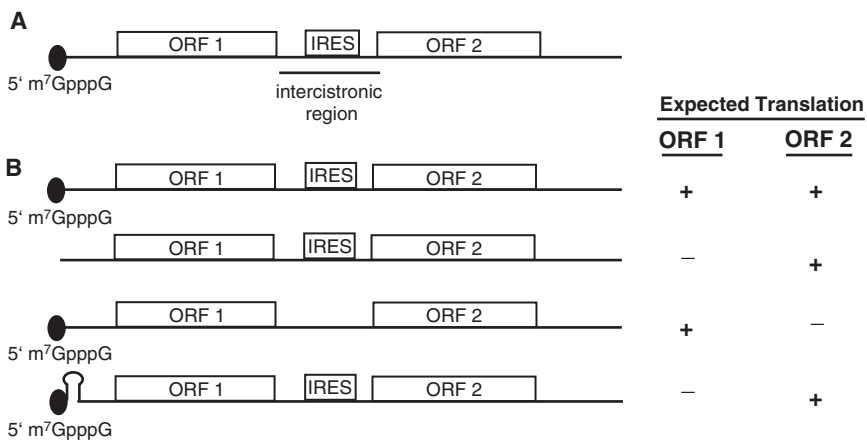 A
ORF 1 IRES ORF 2
5‘ m⁷GpppG
intercistronic
region
Expected Translation
ORF 1 ORF 2
B
ORF 1 IRES ORF 2 + +
5‘ m⁷GpppG
ORF 1 IRES ORF 2 – +
ORF 1 ORF 2 + –
5‘ m⁷GpppG
ORF 1 IRES ORF 2 – +
5‘ m⁷GpppG